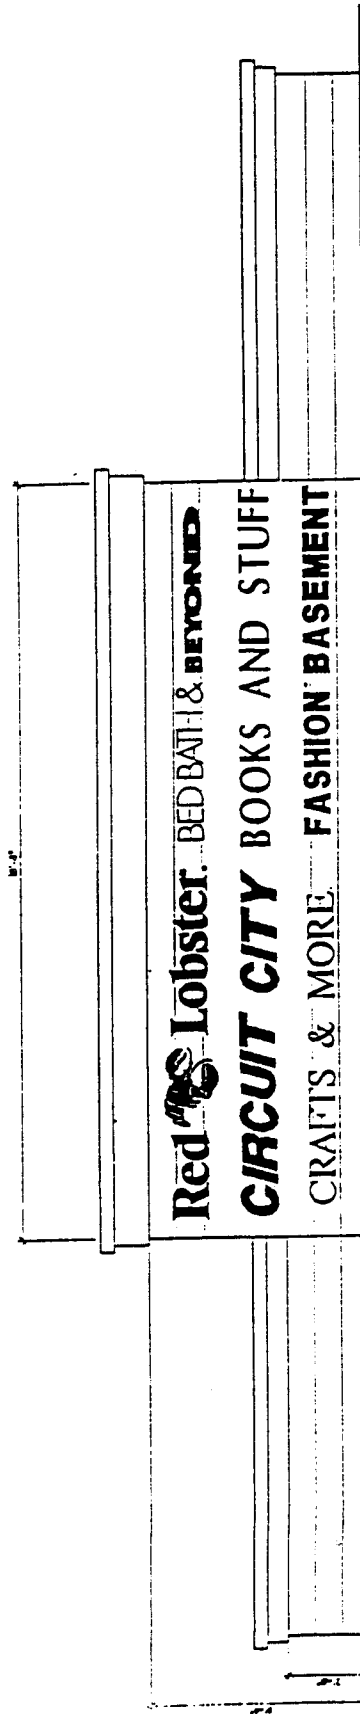 Red Lobster. BED BATH & BEYOND
CIRCUIT CITY BOOKS AND STUFF
CRAFTS & MORE FASHION BASEMENT